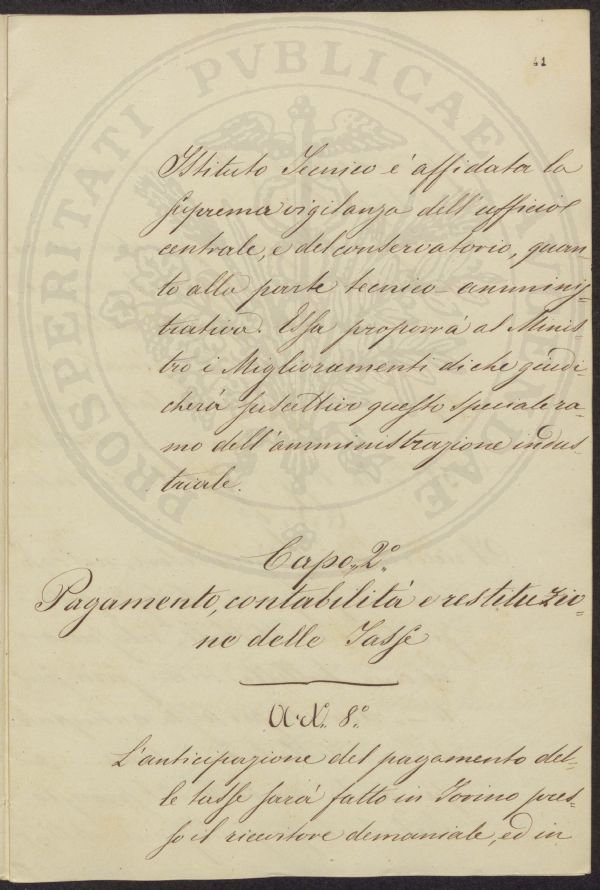 41
Istituto Tecnico è affidata la
suprema vigilanza dell'ufficio
centrale, e del conservatorio, quan-
to alla parte tecnico-amminis-
trativa. Essa proporrà al Minis-
tro i Miglioramenti di che giudi-
cherà suscettivo questo speciale ra-
mo dell'amministrazione indus-
triale.
Capo 2.°
Pagamento, contabilità e restituzio-
ne delle Tasse
Art. 8.°
L'anticipazione del pagamento del-
le tasse sarà fatto in Torino pres-
so il ricevitore demaniale, ed in
PROSPERITATI PVBLICAE AVGENDAE